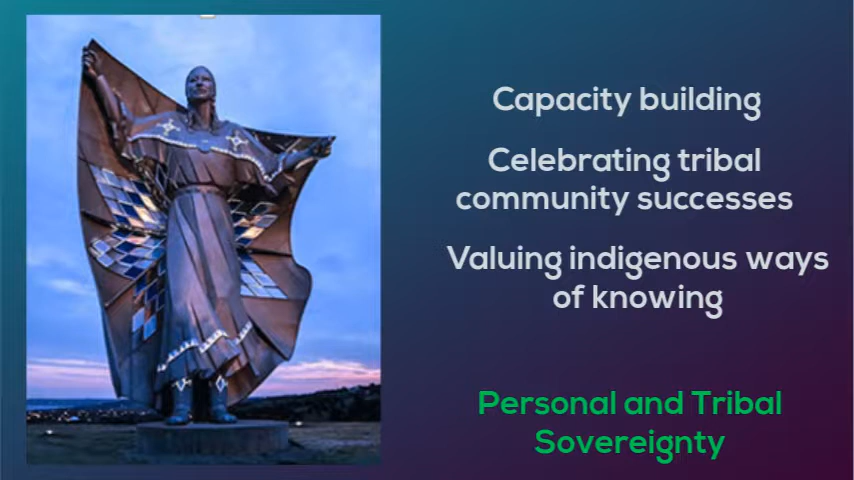 Capacity building
Celebrating tribal
community successes
Valuing indigenous ways
of knowing
Personal and Tribal
Sovereignty